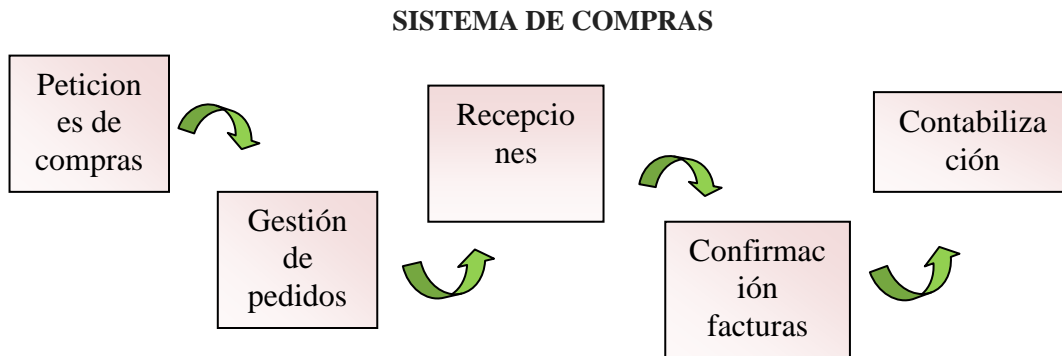 SISTEMA DE COMPRAS
Peticion
es de
compras
Gestión
de
pedidos
Recepcio
nes
Confirmac
ión
facturas
Contabiliza
ción